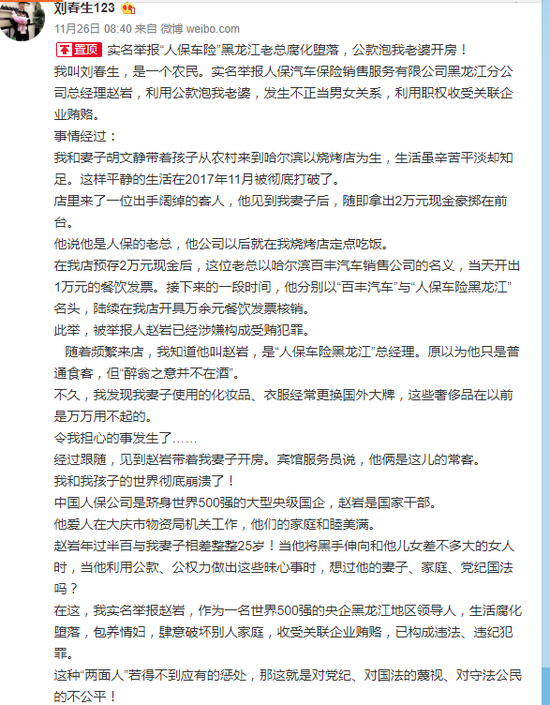 刘春生123
11月26日 08:40 来自 微博 weibo.com
置顶 实名举报“人保车险”黑龙江老总腐化堕落，公款泡我老婆开房！
我叫刘春生，是一个农民。实名举报人保汽车保险销售服务有限公司黑龙江分公
司总经理赵岩，利用公款泡我老婆，发生不正当男女关系，利用职权收受关联企
业贿赂。
事情经过：
我和妻子胡文静带着孩子从农村来到哈尔滨以烧烤店为生，生活虽辛苦平淡却知
足。这样平静的生活在2017年11月被彻底打破了。
店里来了一位出手阔绰的客人，他见到我妻子后，随即拿出2万元现金豪掷在前
台。
他说他是人保的老总，他公司以后就在我烧烤店定点吃饭。
在我店预存2万元现金后，这位老总以哈尔滨百丰汽车销售公司的名义，当天开出
1万元的餐饮发票。接下来的一段时间，他分别以“百丰汽车”与“人保车险黑龙江”
名头，陆续在我店开具万余元餐饮发票核销。
此举，被举报人赵岩已经涉嫌构成受贿犯罪。
随着频繁来店，我知道他叫赵岩，是“人保车险黑龙江”总经理。原以为他只是普
通食客，但“醉翁之意并不在酒”。
不久，我发现我妻子使用的化妆品、衣服经常更换国外大牌，这些奢侈品在以前
是万万用不起的。
令我担心的事发生了……
经过跟随，见到赵岩带着我妻子开房。宾馆服务员说，他俩是这儿的常客。
我和我孩子的世界彻底崩溃了！
中国人保公司是跻身世界500强的大型央级国企，赵岩是国家干部。
他爱人在大庆市物资局机关工作，他们的家庭和睦美满。
赵岩年过半百与我妻子相差整整25岁！当他将黑手伸向和他儿女差不多大的女人
时，当他利用公款、公权力做出这些昧心事时，想过他的妻子、家庭、党纪国法
吗？
在这，我实名举报赵岩，作为一名世界500强的央企黑龙江地区领导人，生活腐化
堕落，包养情妇，肆意破坏别人家庭，收受关联企业贿赂，已构成违法、违纪犯
罪。
这种“两面人”若得不到应有的惩处，那这就是对党纪、对国法的蔑视、对守法公民
的不公平！